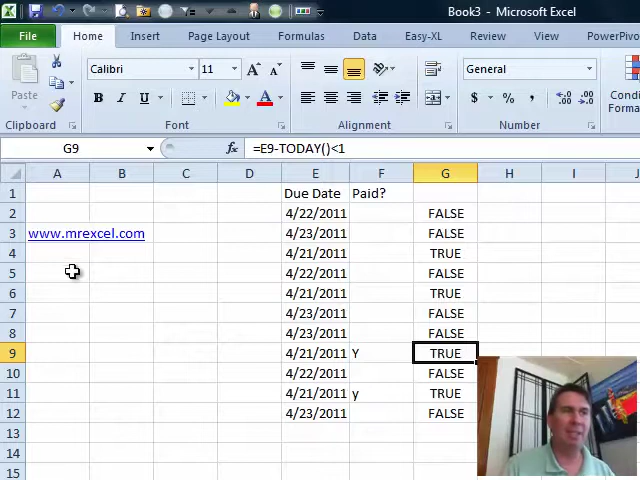 Book3 - Microsoft Excel
File Home Insert Page Layout Formulas Data Easy-XL Review View PowerPivo
Paste
Calibri 11 A A General
B I U A $ % ,
Clipboard Font Alignment Number
Conditi
Format
G9 fx =E9-TODAY()<1
A B C D E F G H I J
1 Due Date Paid?
2 4/22/2011 FALSE
3 www.mrexcel.com 4/23/2011 FALSE
4 4/21/2011 TRUE
5 4/22/2011 FALSE
6 4/21/2011 TRUE
7 4/23/2011 FALSE
8 4/23/2011 FALSE
9 4/21/2011 Y TRUE
10 4/22/2011 FALSE
11 4/21/2011 y TRUE
12 4/23/2011 FALSE
13
14
15